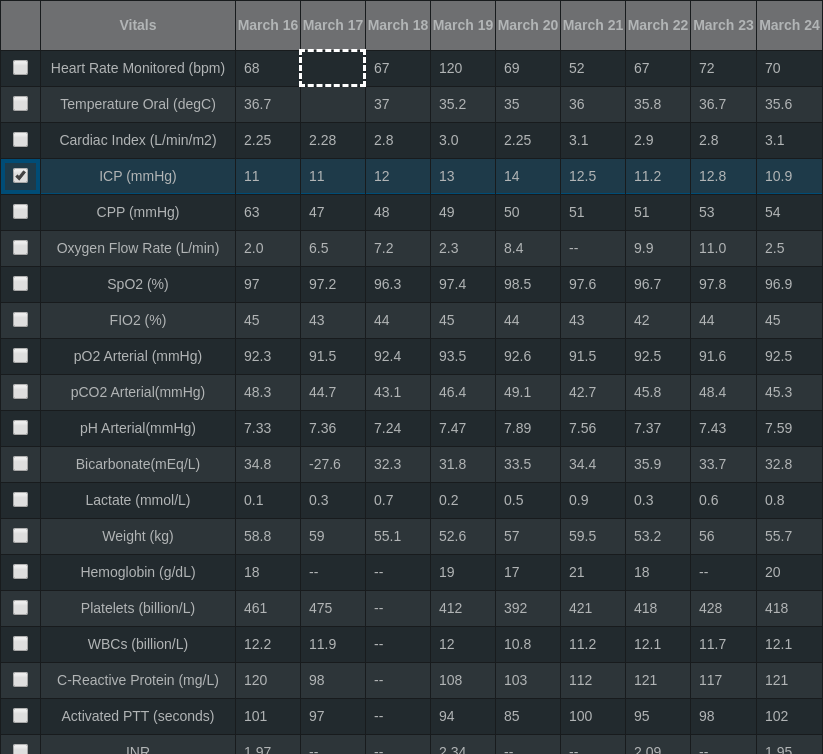 Vitals March 16 March 17 March 18 March 19 March 20 March 21 March 22 March 23 March 24
Heart Rate Monitored (bpm) 68 67 120 69 52 67 72 70
Temperature Oral (degC) 36.7 37 35.2 35 36 35.8 36.7 35.6
Cardiac Index (L/min/m2) 2.25 2.28 2.8 3.0 2.25 3.1 2.9 2.8 3.1
ICP (mmHg) 11 11 12 13 14 12.5 11.2 12.8 10.9
CPP (mmHg) 63 47 48 49 50 51 51 53 54
Oxygen Flow Rate (L/min) 2.0 6.5 7.2 2.3 8.4 -- 9.9 11.0 2.5
SpO2 (%) 97 97.2 96.3 97.4 98.5 97.6 96.7 97.8 96.9
FIO2 (%) 45 43 44 45 44 43 42 44 45
pO2 Arterial (mmHg) 92.3 91.5 92.4 93.5 92.6 91.5 92.5 91.6 92.5
pCO2 Arterial(mmHg) 48.3 44.7 43.1 46.4 49.1 42.7 45.8 48.4 45.3
pH Arterial(mmHg) 7.33 7.36 7.24 7.47 7.89 7.56 7.37 7.43 7.59
Bicarbonate(mEq/L) 34.8 -27.6 32.3 31.8 33.5 34.4 35.9 33.7 32.8
Lactate (mmol/L) 0.1 0.3 0.7 0.2 0.5 0.9 0.3 0.6 0.8
Weight (kg) 58.8 59 55.1 52.6 57 59.5 53.2 56 55.7
Hemoglobin (g/dL) 18 -- -- 19 17 21 18 -- 20
Platelets (billion/L) 461 475 -- 412 392 421 418 428 418
WBCs (billion/L) 12.2 11.9 -- 12 10.8 11.2 12.1 11.7 12.1
C-Reactive Protein (mg/L) 120 98 -- 108 103 112 121 117 121
Activated PTT (seconds) 101 97 -- 94 85 100 95 98 102
INR 1.97 -- -- 2.34 -- -- 2.09 -- 1.95